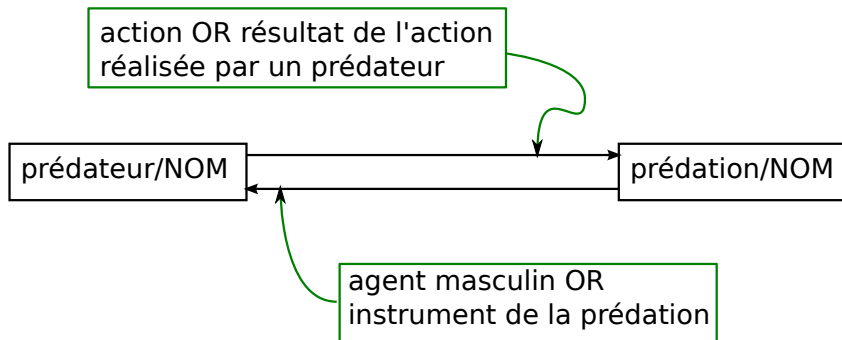 action OR résultat de l'action
réalisée par un prédateur
prédateur/NOM
prédation/NOM
agent masculin OR
instrument de la prédation